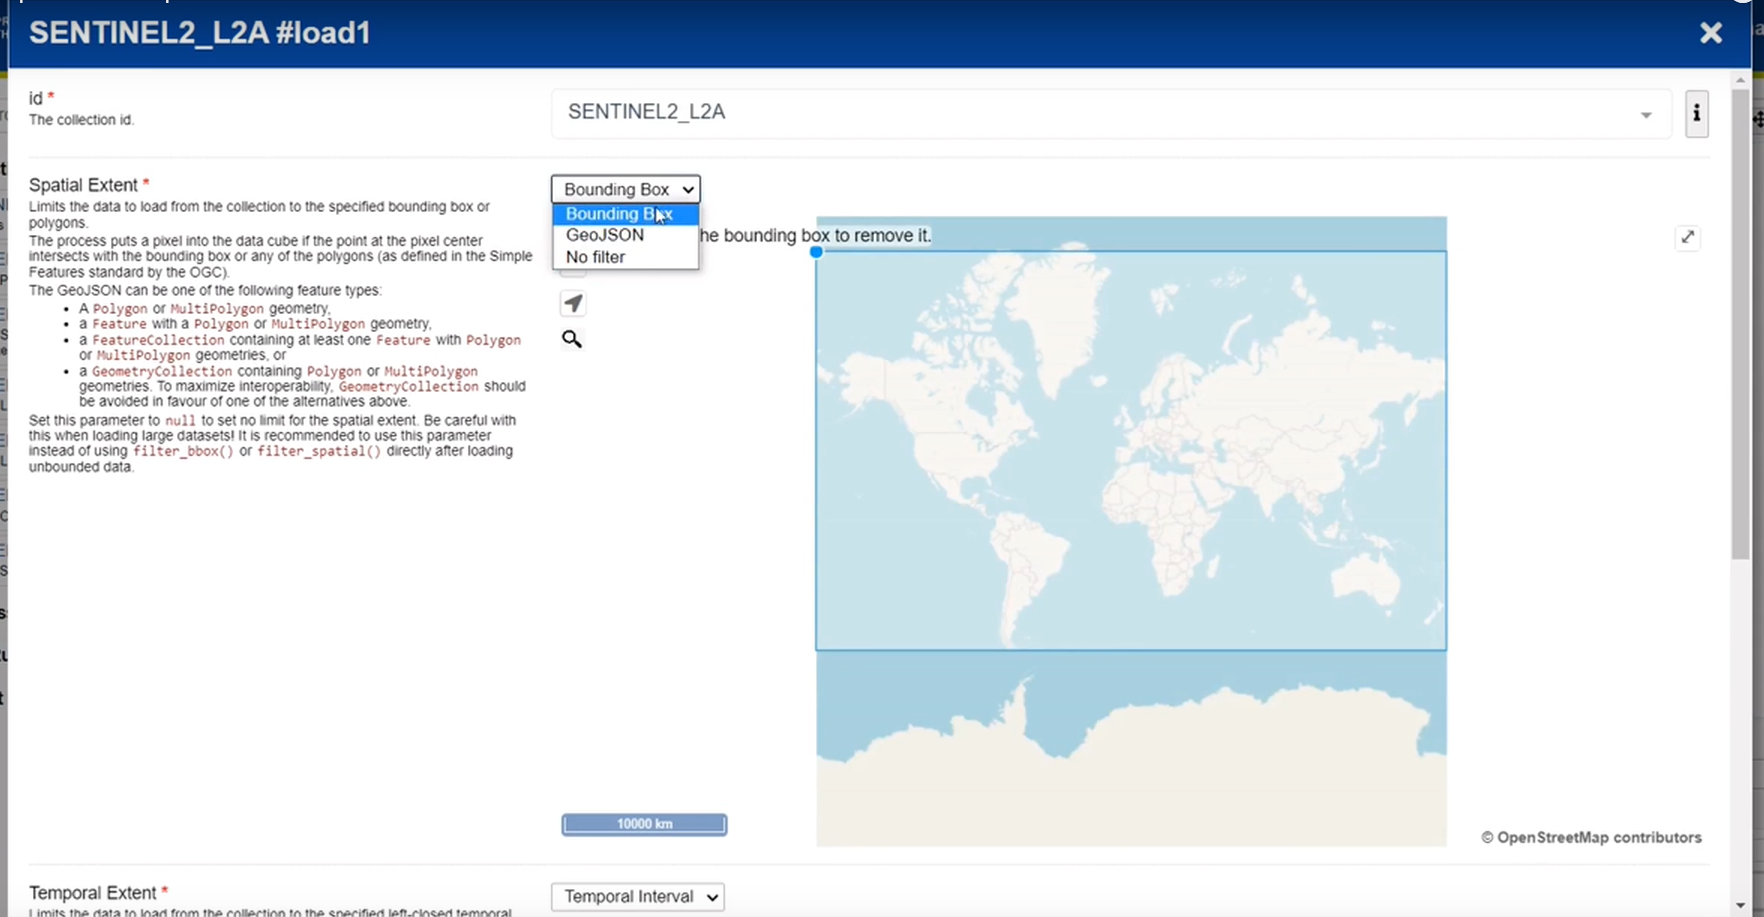 SENTINEL2_L2A #load1
id *
The collection id.
SENTINEL2_L2A
i
Spatial Extent *
Limits the data to load from the collection to the specified bounding box or
polygons.
The process puts a pixel into the data cube if the point at the pixel center
intersects with the bounding box or any of the polygons (as defined in the Simple
Features standard by the OGC).
The GeoJSON can be one of the following feature types:
• A Polygon or MultiPolygon geometry,
• a Feature with a Polygon or MultiPolygon geometry,
• a FeatureCollection containing at least one Feature with Polygon
or MultiPolygon geometries, or
• a GeometryCollection containing Polygon or MultiPolygon
geometries. To maximize interoperability, GeometryCollection should
be avoided in favour of one of the alternatives above.
Set this parameter to null to set no limit for the spatial extent. Be careful with
this when loading large datasets! It is recommended to use this parameter
instead of using filter_bbox() or filter_spatial() directly after loading
unbounded data.
Bounding Box
Bounding Box
GeoJSON
No filter
he bounding box to remove it.
10000 km
© OpenStreetMap contributors
Temporal Extent *
Limits the data to load from the collection to the specified left-closed temporal
Temporal Interval